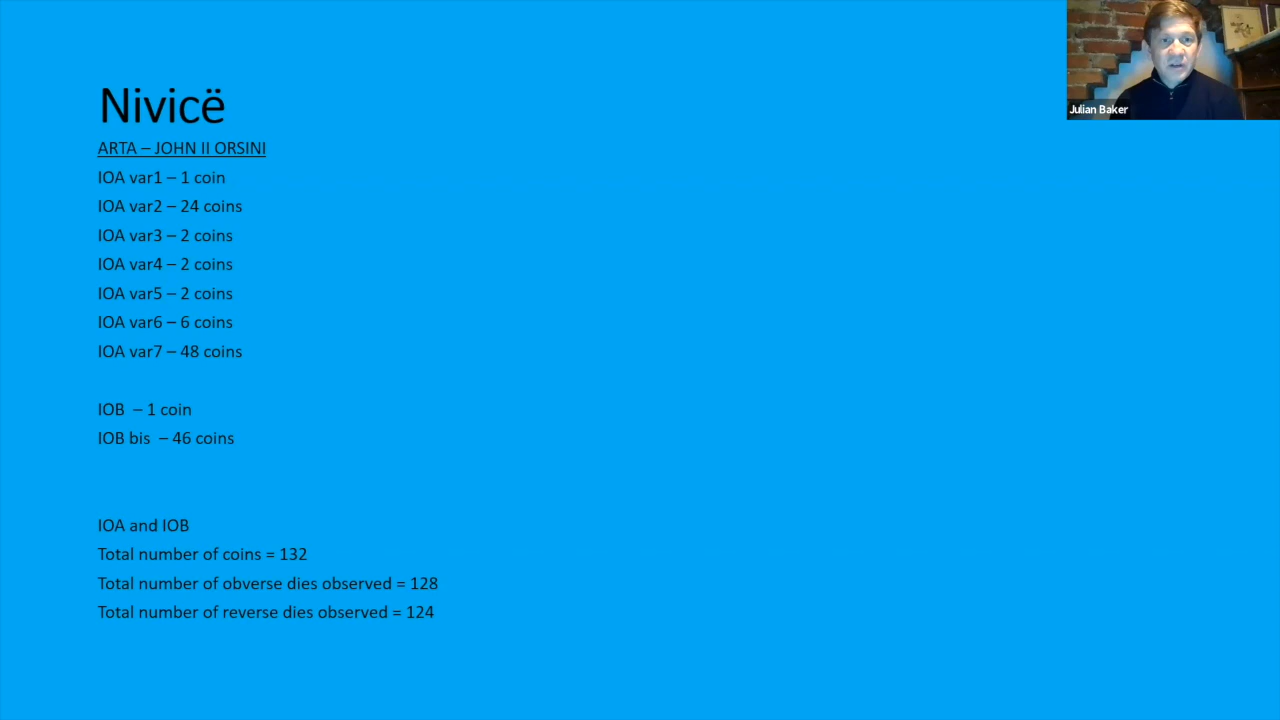 Nivicë
ARTA – JOHN II ORSINI
IOA var1 – 1 coin
IOA var2 – 24 coins
IOA var3 – 2 coins
IOA var4 – 2 coins
IOA var5 – 2 coins
IOA var6 – 6 coins
IOA var7 – 48 coins
IOB  – 1 coin
IOB bis  – 46 coins
IOA and IOB
Total number of coins = 132
Total number of obverse dies observed = 128
Total number of reverse dies observed = 124
Julian Baker